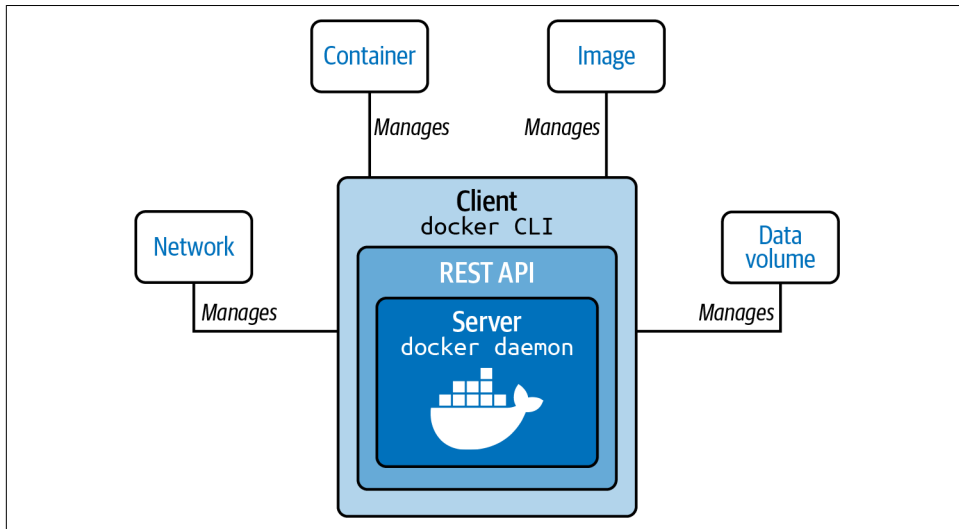 Container
Image
Manages
Manages
Client
docker CLI
Network
Data
volume
REST API
Manages
Manages
Server
docker daemon